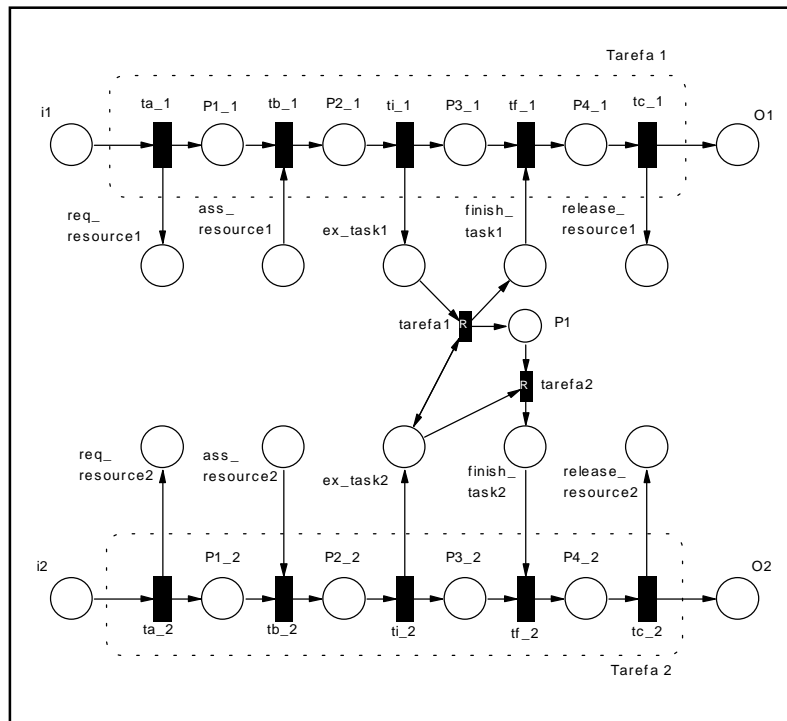 Tarefa 1
i1
ta_1
P1_1
tb_1
P2_1
ti_1
P3_1
tf_1
P4_1
tc_1
O1
req_
resource1
ass_
resource1
ex_task1
finish_
task1
release_
resource1
tarefa1
R
P1
R
tarefa2
req_
resource2
ass_
resource2
ex_task2
finish_
task2
release_
resource2
i2
P1_2
P2_2
P3_2
P4_2
O2
ta_2
tb_2
ti_2
tf_2
tc_2
Tarefa 2